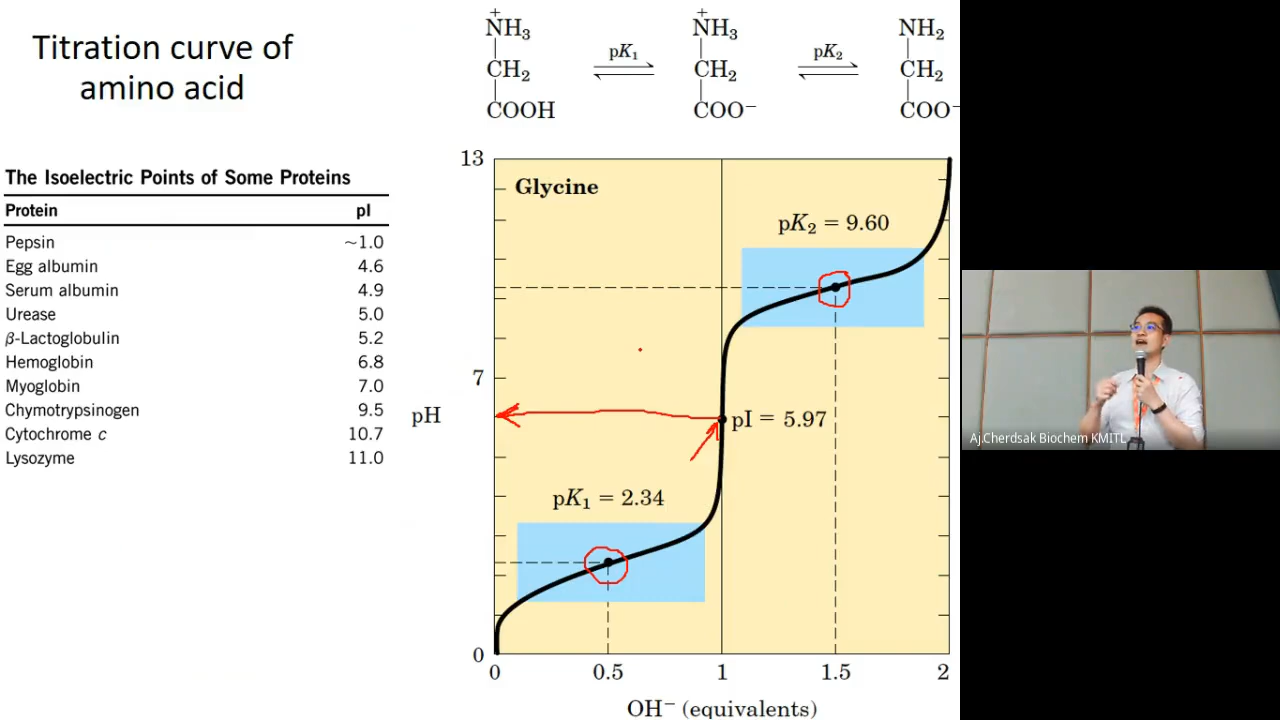 Titration curve of
amino acid
The Isoelectric Points of Some Proteins
Protein pI
Pepsin ~1.0
Egg albumin 4.6
Serum albumin 4.9
Urease 5.0
β-Lactoglobulin 5.2
Hemoglobin 6.8
Myoglobin 7.0
Chymotrypsinogen 9.5
Cytochrome c 10.7
Lysozyme 11.0
+ +
NH₃ NH₃ NH₂
pK₁ pK₂
CH₂ CH₂ CH₂
COOH COO⁻ COO⁻
13
Glycine
pK₂ = 9.60
7
pH
pI = 5.97
pK₁ = 2.34
0
0 0.5 1 1.5 2
OH⁻ (equivalents)
Aj.Cherdsak Biochem KMITL